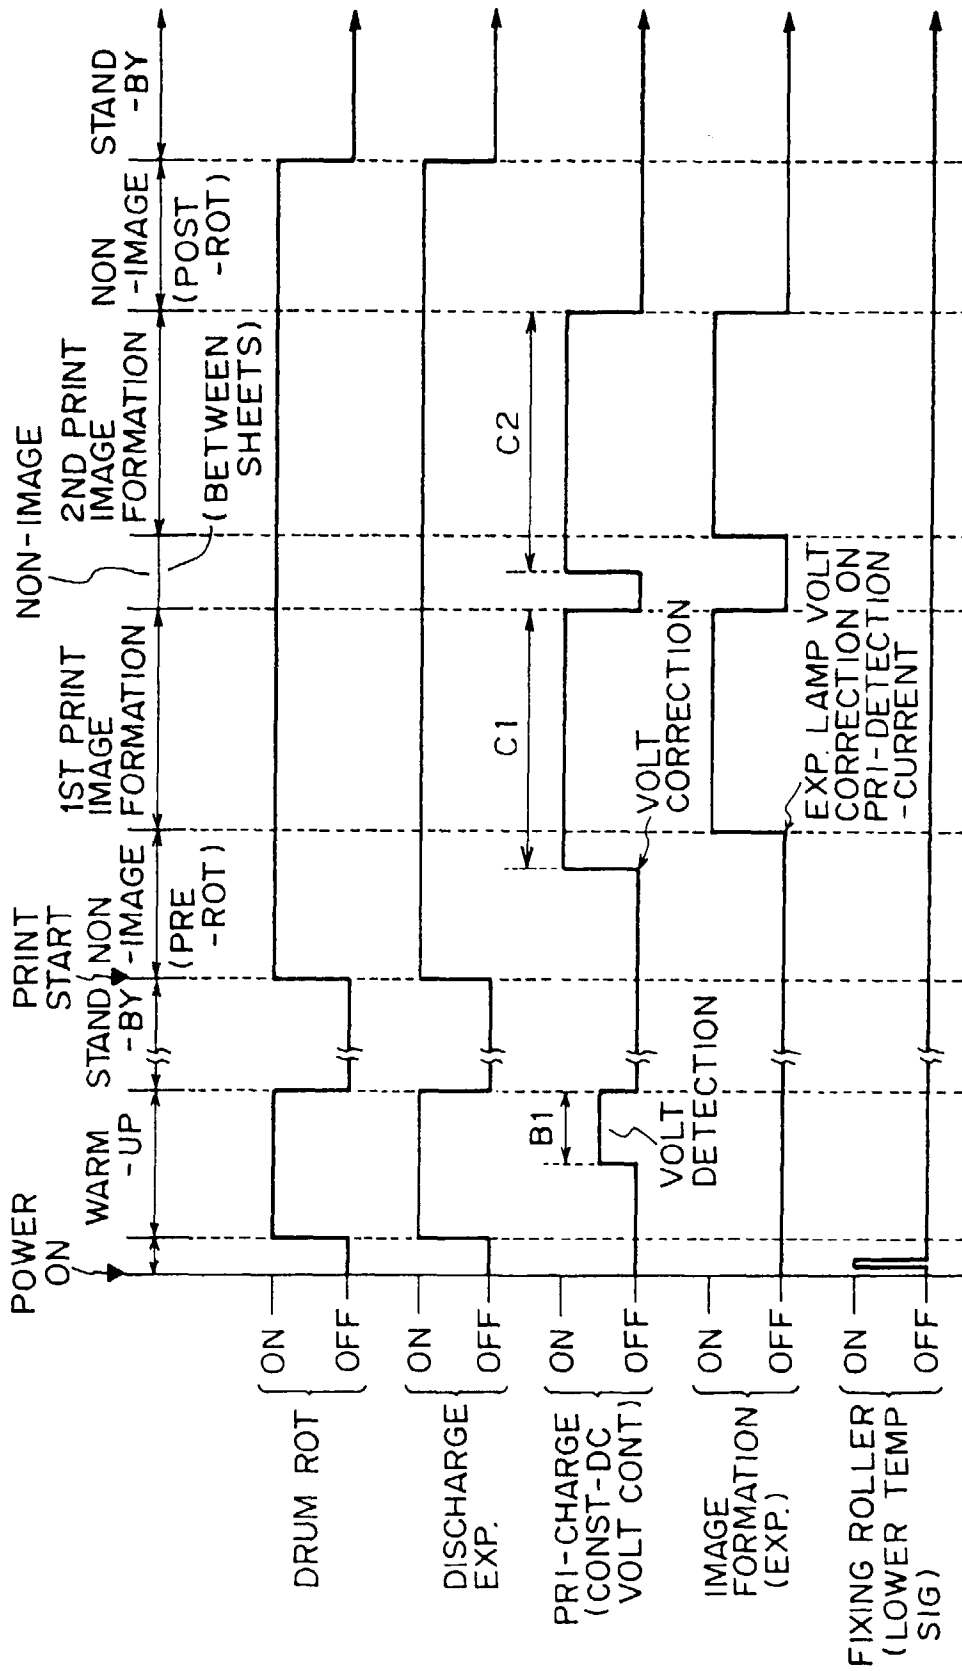 POWER
ON
WARM
-UP
STAND
-BY
PRINT
START
NON
-IMAGE
(PRE
-ROT)
1ST PRINT
IMAGE
FORMATION
NON-IMAGE
(BETWEEN
SHEETS)
2ND PRINT
IMAGE
FORMATION
NON
-IMAGE
(POST
-ROT)
STAND
-BY
DRUM ROT
ON
OFF
DISCHARGE
EXP.
ON
OFF
PRI-CHARGE
(CONST-DC
VOLT CONT)
ON
OFF
B1
VOLT
DETECTION
C1
VOLT
CORRECTION
C2
IMAGE
FORMATION
(EXP.)
ON
OFF
EXP. LAMP VOLT
CORRECTION ON
PRI-DETECTION
-CURRENT
FIXING ROLLER
(LOWER TEMP
SIG)
ON
OFF